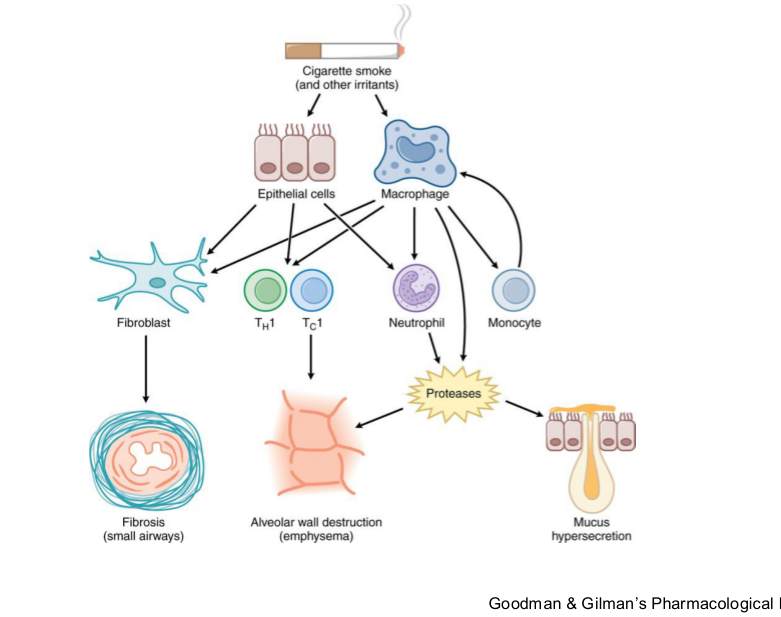 Cigarette smoke
(and other irritants)
Epithelial cells
Macrophage
Fibroblast
TH1
TC1
Neutrophil
Monocyte
Proteases
Fibrosis
(small airways)
Alveolar wall destruction
(emphysema)
Mucus
hypersecretion
Goodman & Gilman's Pharmacological